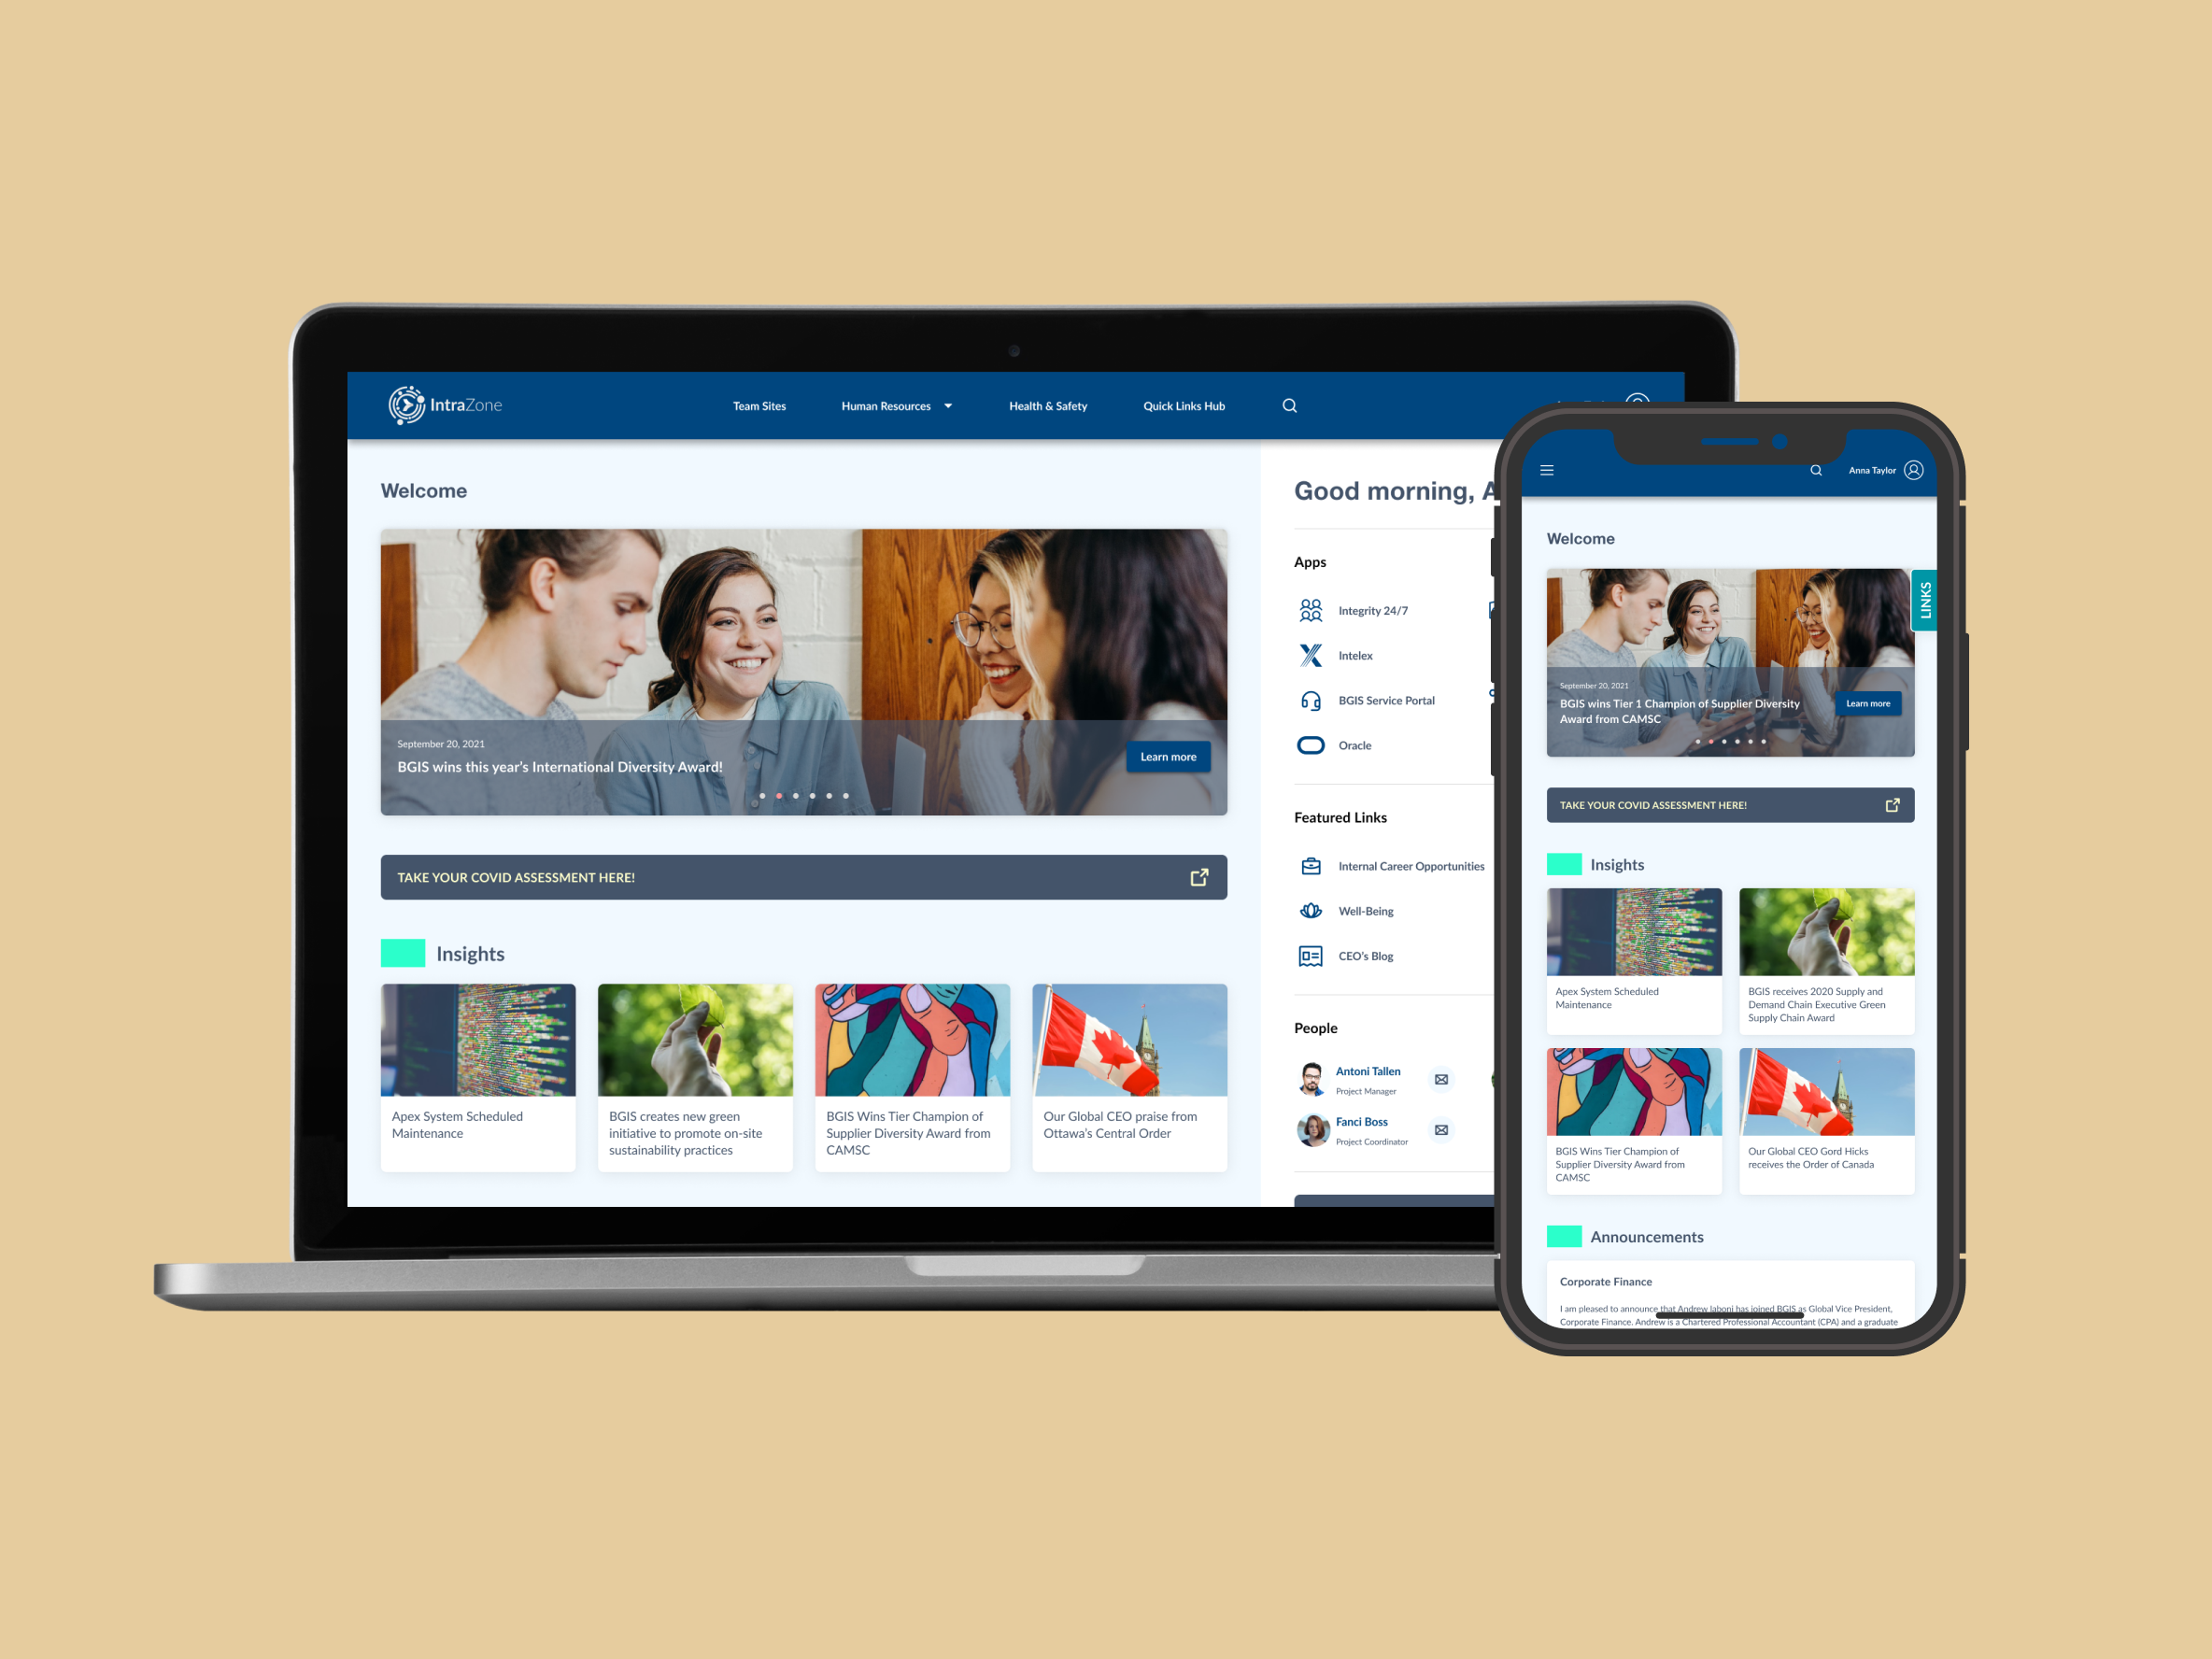 IntraZone
Team Sites
Human Resources
Health & Safety
Quick Links Hub
Welcome
September 20, 2021
BGIS wins this year's International Diversity Award!
Learn more
TAKE YOUR COVID ASSESSMENT HERE!
Insights
Apex System Scheduled
Maintenance
BGIS creates new green
initiative to promote on-site
sustainability practices
BGIS Wins Tier Champion of
Supplier Diversity Award from
CAMSC
Our Global CEO praise from
Ottawa's Central Order
Good morning, A
Apps
Integrity 24/7
Intelex
BGIS Service Portal
Oracle
Featured Links
Internal Career Opportunities
Well-Being
CEO's Blog
People
Antoni Tallen
Project Manager
Fanci Boss
Project Coordinator
Anna Taylor
Welcome
LINKS
September 20, 2021
BGIS wins Tier 1 Champion of Supplier Diversity
Award from CAMSC
Learn more
TAKE YOUR COVID ASSESSMENT HERE!
Insights
Apex System Scheduled
Maintenance
BGIS receives 2020 Supply and
Demand Chain Executive Green
Supply Chain Award
BGIS Wins Tier Champion of
Supplier Diversity Award from
CAMSC
Our Global CEO Gord Hicks
receives the Order of Canada
Announcements
Corporate Finance
I am pleased to announce that Andrew Iaboni has joined BGIS as Global Vice President,
Corporate Finance. Andrew is a Chartered Professional Accountant (CPA) and a graduate